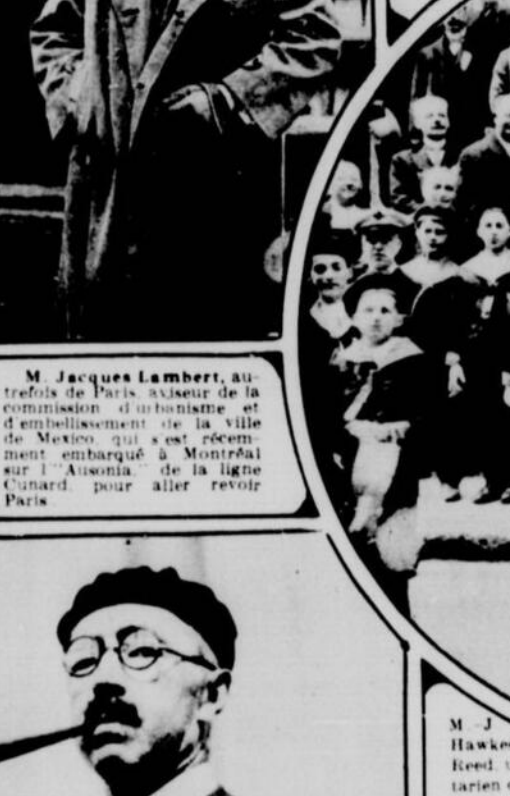 M. Jacques Lambert, au-
trefois de Paris, aviseur de la
commission d'urbanisme et
d'embellissement de la ville
de Mexico, qui s'est récem-
ment embarqué à Montréal
sur l'"Ausonia," de la ligne
Cunard, pour aller revoir
Paris
M.-J
Hawke
Reed,
tarien